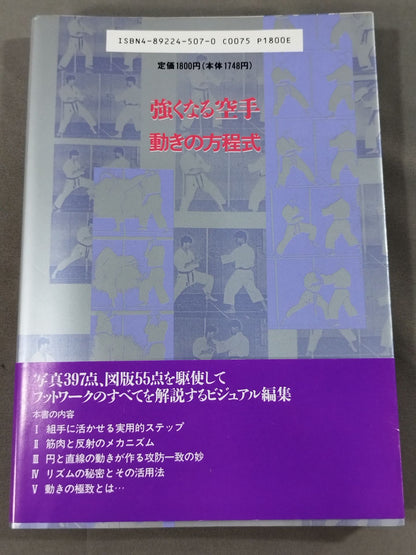 ISBN4-89224-507-0 C0075 P1800E
定価1800円(本体1748円)
強くなる空手
動きの方程式
写真397点、図版55点を駆使して
フットワークのすべてを解説するビジュアル編集
本書の内容
I 組手に活かせる実用的ステップ
II 筋肉と反射のメカニズム
III 円と直線の動きが作る攻防一致の妙
IV リズムの秘密とその活用法
V 動きの極致とは…